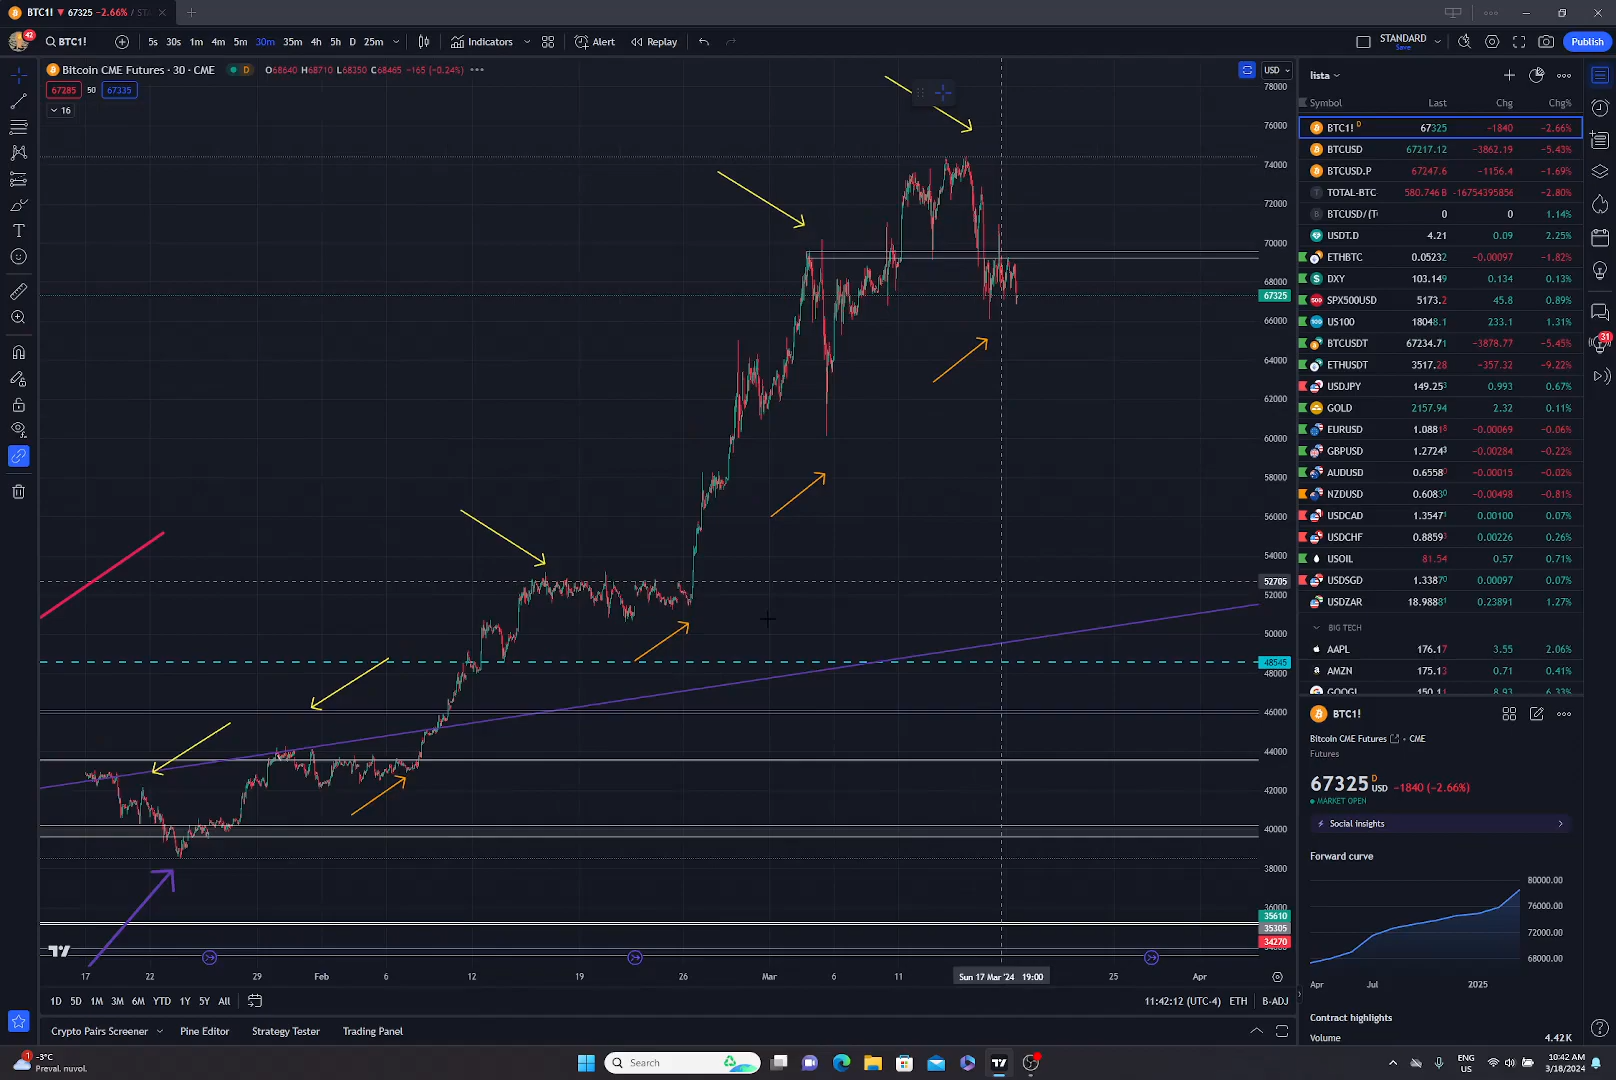 BTC1! ▼ 67325 -2.66% / STA
42
BTC1!
5s 30s 1m 4m 5m 30m 35m 4h 5h D 25m
Indicators
Alert
Replay
STANDARD
Save
Publish
Bitcoin CME Futures · 30 · CME
D
O68640 H68710 L68350 C68465 -165 (-0.24%)
67285 50 67335
16
USD
78000
76000
74000
72000
70000
68000
67325
66000
64000
62000
60000
58000
56000
54000
52705
52000
50000
48545
48000
46000
44000
42000
40000
38000
36000
35610
35305
34270
17 22 29 Feb 6 12 19 26 Mar 6 11 Sun 17 Mar '24 19:00 25 Apr
1D 5D 1M 3M 6M YTD 1Y 5Y All
11:42:12 (UTC-4) ETH B-ADJ
Crypto Pairs Screener Pine Editor Strategy Tester Trading Panel
lista
Symbol Last Chg Chg%
BTC1! D 67325 -1840 -2.66%
BTCUSD 67217.12 -3862.19 -5.43%
BTCUSD.P 67247.6 -1156.4 -1.69%
TOTAL-BTC 580.746 B -16754395856 -2.80%
BTCUSD/(T 0 0 1.14%
USDT.D 4.21 0.09 2.25%
ETHBTC 0.05232 -0.00097 -1.82%
DXY 103.149 0.134 0.13%
SPX500USD 5173.2 45.8 0.89%
US100 18048.1 233.1 1.31%
BTCUSDT 67234.71 -3878.77 -5.45%
ETHUSDT 3517.28 -357.32 -9.22%
USDJPY 149.253 0.993 0.67%
GOLD 2157.94 2.32 0.11%
EURUSD 1.08818 -0.00069 -0.06%
GBPUSD 1.27243 -0.00284 -0.22%
AUDUSD 0.65580 -0.00015 -0.02%
NZDUSD 0.60830 -0.00498 -0.81%
USDCAD 1.35471 0.00100 0.07%
USDCHF 0.88593 0.00226 0.26%
USOIL 81.54 0.57 0.71%
USDSGD 1.33870 0.00097 0.07%
USDZAR 18.98881 0.23891 1.27%
BIG TECH
AAPL 176.17 3.55 2.06%
AMZN 175.13 0.71 0.41%
GOOGL 150.11 8.93 6.33%
31
BTC1!
Bitcoin CME Futures · CME
Futures
67325 D USD -1840 (-2.66%)
MARKET OPEN
Social insights
Forward curve
80000.00
76000.00
72000.00
68000.00
Apr Jul 2025
Contract highlights
Volume 4.42K
1
-3°C
Preval. nuvol.
Search
ENG
US
10:42 AM
3/18/2024